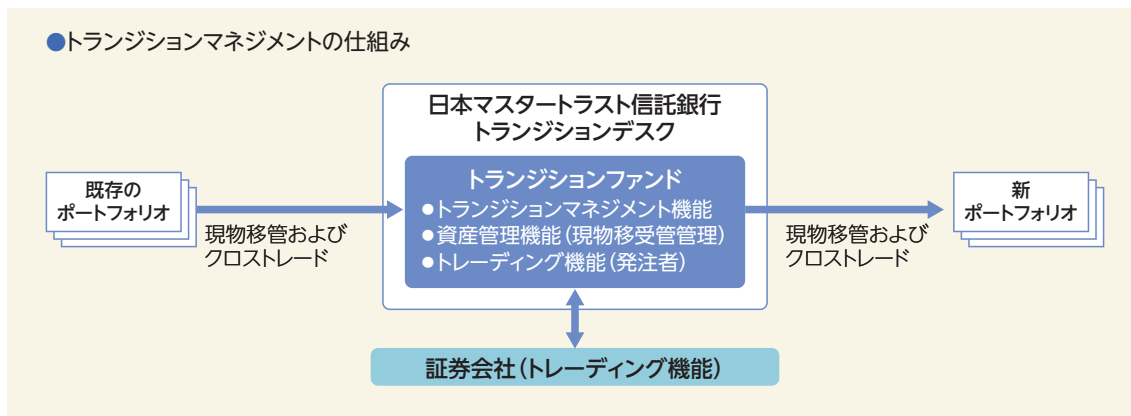 ●トランジションマネジメントの仕組み
日本マスタートラスト信託銀行
トランジションデスク
既存の
ポートフォリオ
現物移管および
クロストレード
トランジションファンド
●トランジションマネジメント機能
●資産管理機能(現物移受管管理)
●トレーディング機能(発注者)
現物移管および
クロストレード
新
ポートフォリオ
証券会社(トレーディング機能)